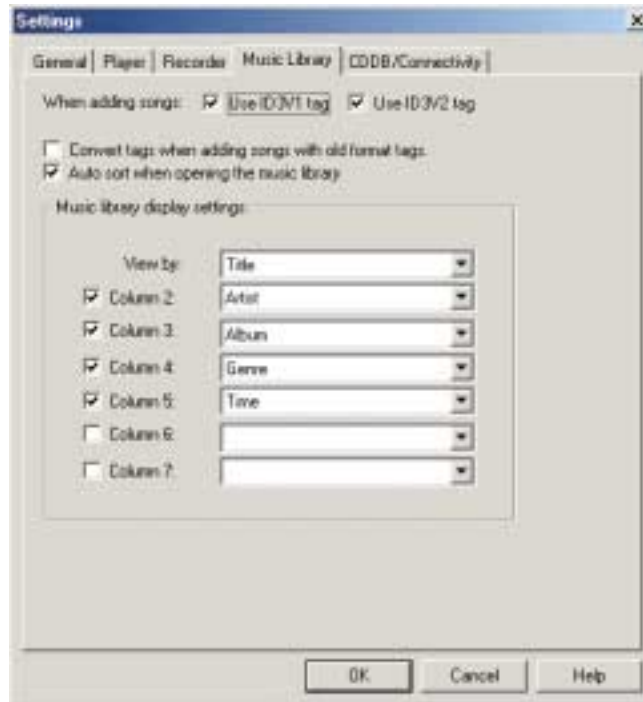 Settings
General Player Recorder Music Library CDDB/Connectivity
When adding songs: Use ID3V1 tag Use ID3V2 tag
Convert tags when adding songs with old format tags.
Auto sort when opening the music library
Music library display settings
View by: Title
Column 2: Artist
Column 3: Album
Column 4: Genre
Column 5: Time
Column 6:
Column 7:
OK Cancel Help